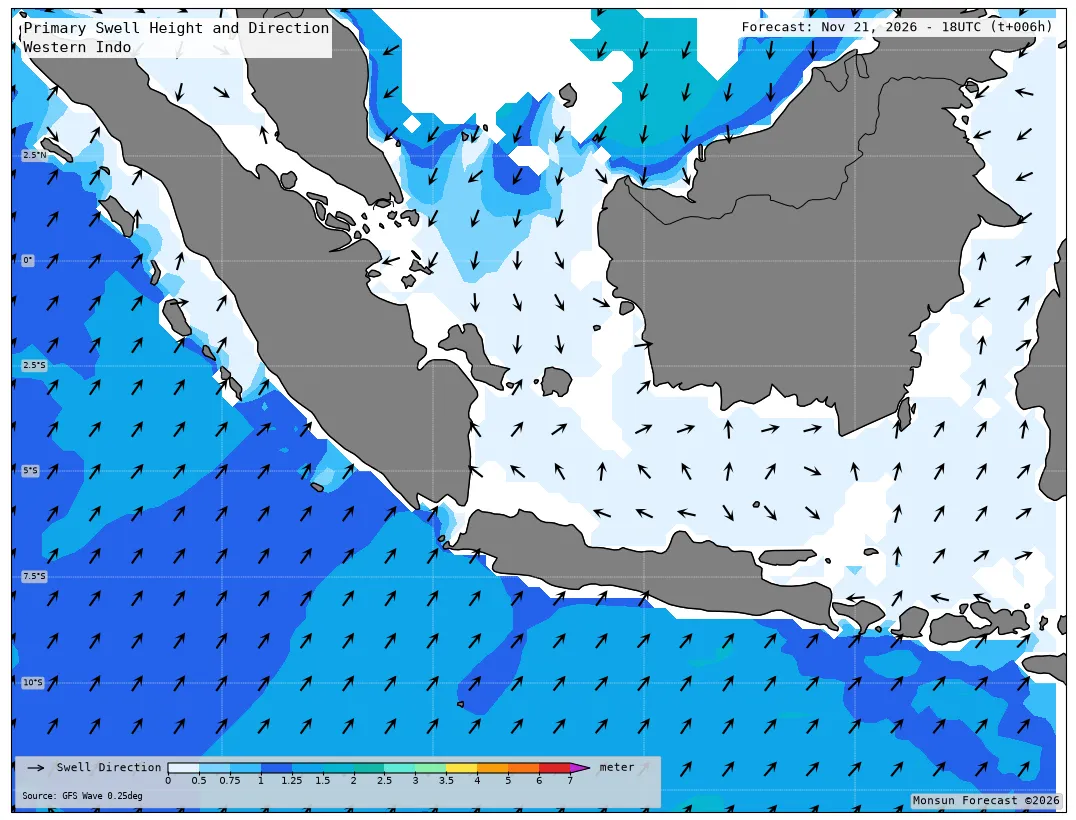 Primary Swell Height and Direction
Western Indo
Forecast: Nov 21, 2026 - 18UTC (t+006h)
2.5°N
0°
2.5°S
5°S
7.5°S
10°S
Swell Direction
0 0.5 0.75 1 1.25 1.5 2 2.5 3 3.5 4 5 6 7
meter
Source: GFS Wave 0.25deg
Monsun Forecast ©2026